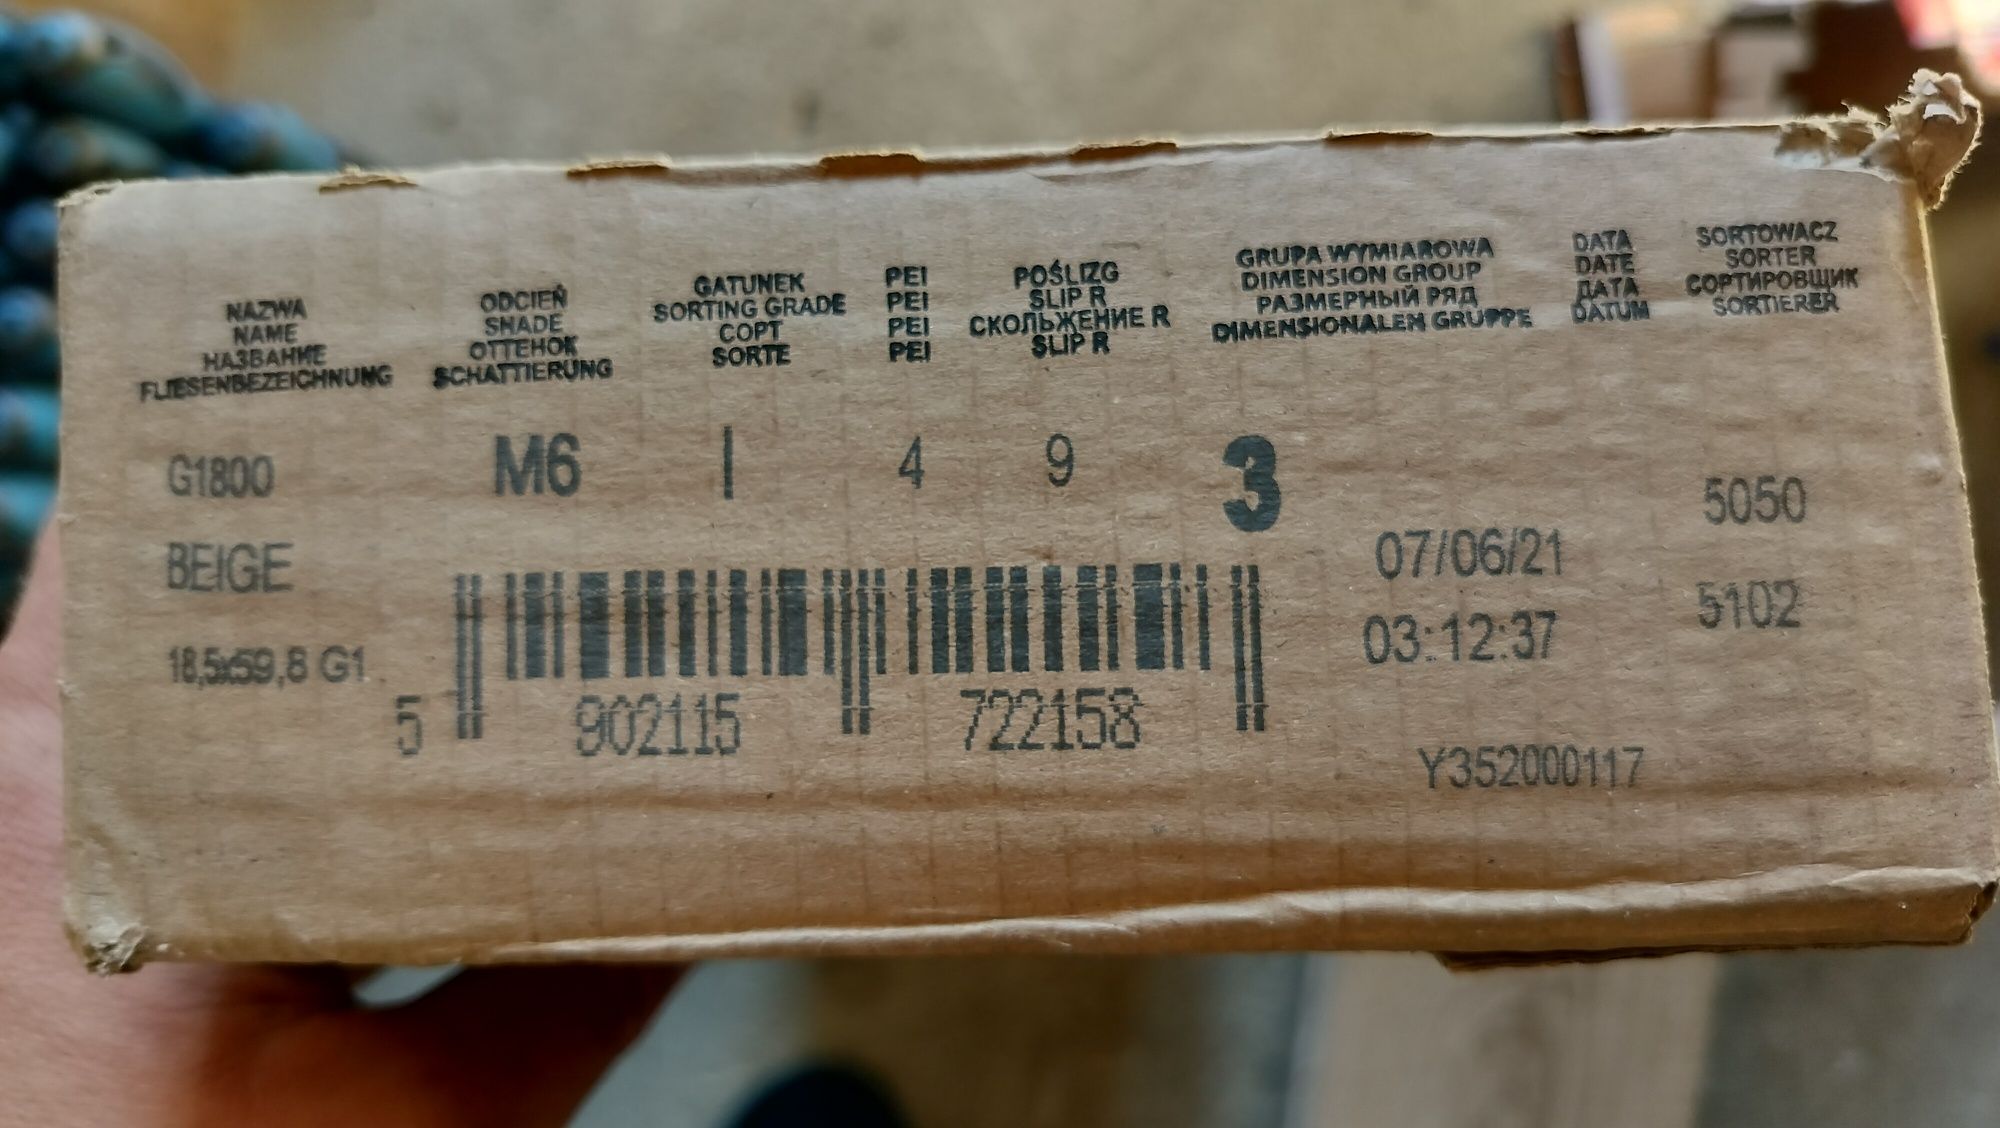 NAZWA
NAME
НАЗВАНИЕ
FLIESENBEZEICHNUNG
ODCIEŃ
SHADE
ОТТЕНОК
SCHATTIERUNG
GATUNEK
SORTING GRADE
СОРТ
SORTE
PEI
PEI
PEI
PEI
POŚLIZG
SLIP R
СКОЛЬЖЕНИЕ R
SLIP R
GRUPA WYMIAROWA
DIMENSION GROUP
РАЗМЕРНЫЙ РЯД
DIMENSIONALEN GRUPPE
DATA
DATE
ДАТА
DATUM
SORTOWACZ
SORTER
СОРТИРОВЩИК
SORTIERER
G1800 M6 I 4 9 3
BEIGE
18,5x59,8 G1
07/06/21
03:12:37
5050
5102
5 902115 722158
Y352000117